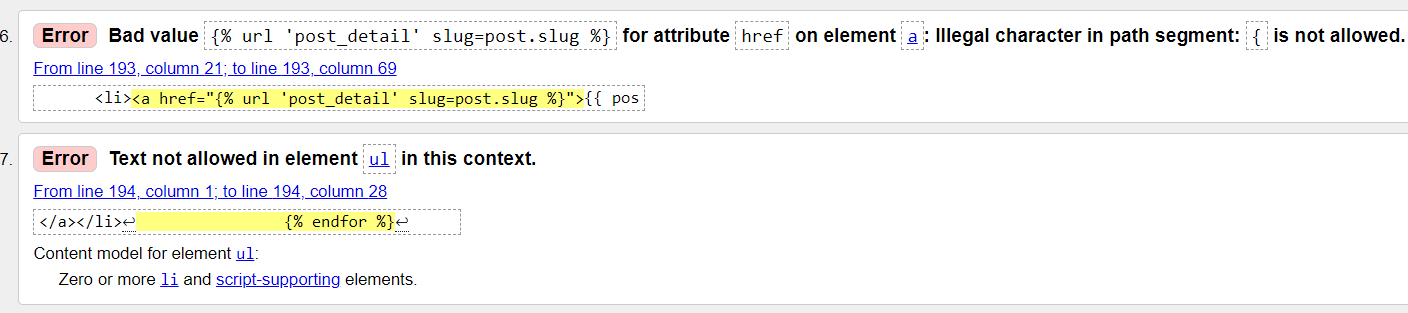 6. Error Bad value {% url 'post_detail' slug=post.slug %} for attribute href on element a: Illegal character in path segment: { is not allowed.
From line 193, column 21; to line 193, column 69
<li><a href="{% url 'post_detail' slug=post.slug %}">{{ pos
7. Error Text not allowed in element ul in this context.
From line 194, column 1; to line 194, column 28
</a></li>↩ {% endfor %}↩
Content model for element ul:
Zero or more li and script-supporting elements.